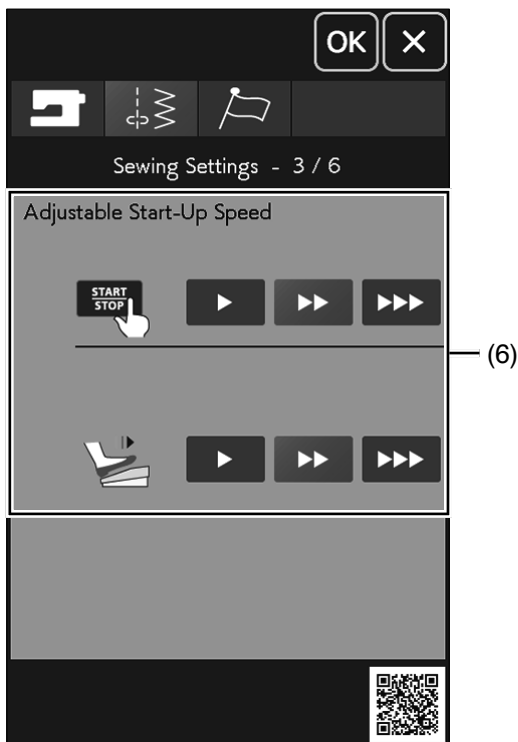 OK
Sewing Settings - 3 / 6
Adjustable Start-Up Speed
START
STOP
(6)